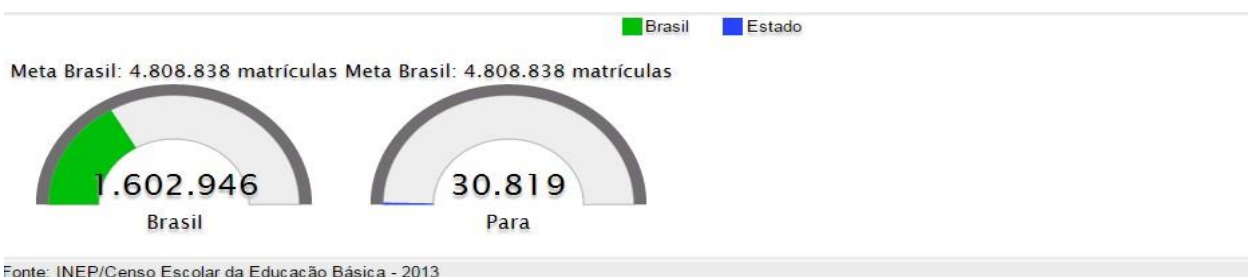 Brasil Estado
Meta Brasil: 4.808.838 matrículas Meta Brasil: 4.808.838 matrículas
1.602.946 30.819
Brasil Para
Fonte: INEP/Censo Escolar da Educação Básica - 2013